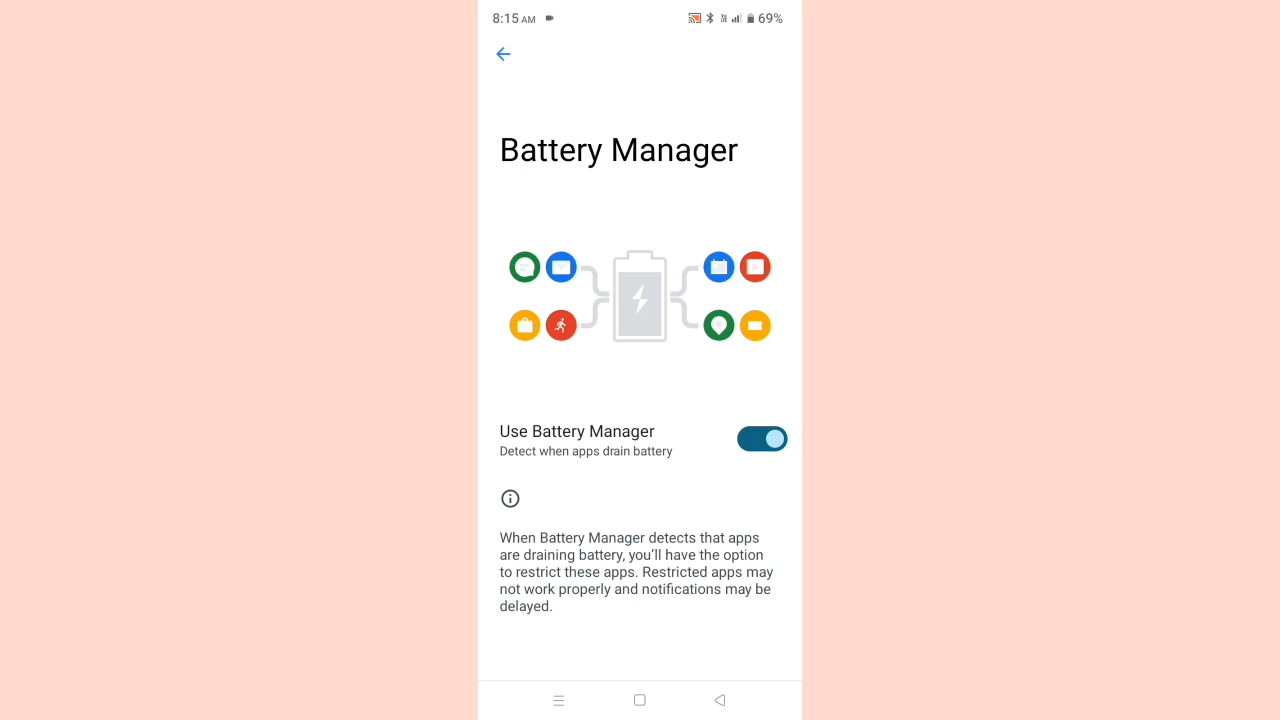 8:15 AM 69%
Battery Manager
Use Battery Manager
Detect when apps drain battery
When Battery Manager detects that apps
are draining battery, you'll have the option
to restrict these apps. Restricted apps may
not work properly and notifications may be
delayed.